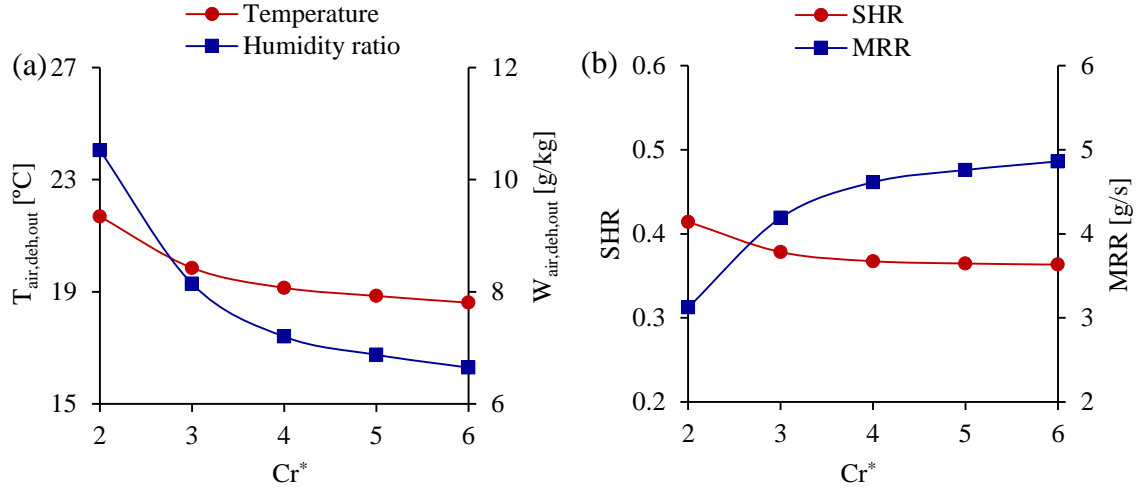 Temperature
Humidity ratio
(a)
27
23
19
15
T_air,deh,out [ºC]
12
10
8
6
W_air,deh,out [g/kg]
2 3 4 5 6
Cr*
SHR
MRR
(b)
0.6
0.5
0.4
0.3
0.2
SHR
6
5
4
3
2
MRR [g/s]
2 3 4 5 6
Cr*